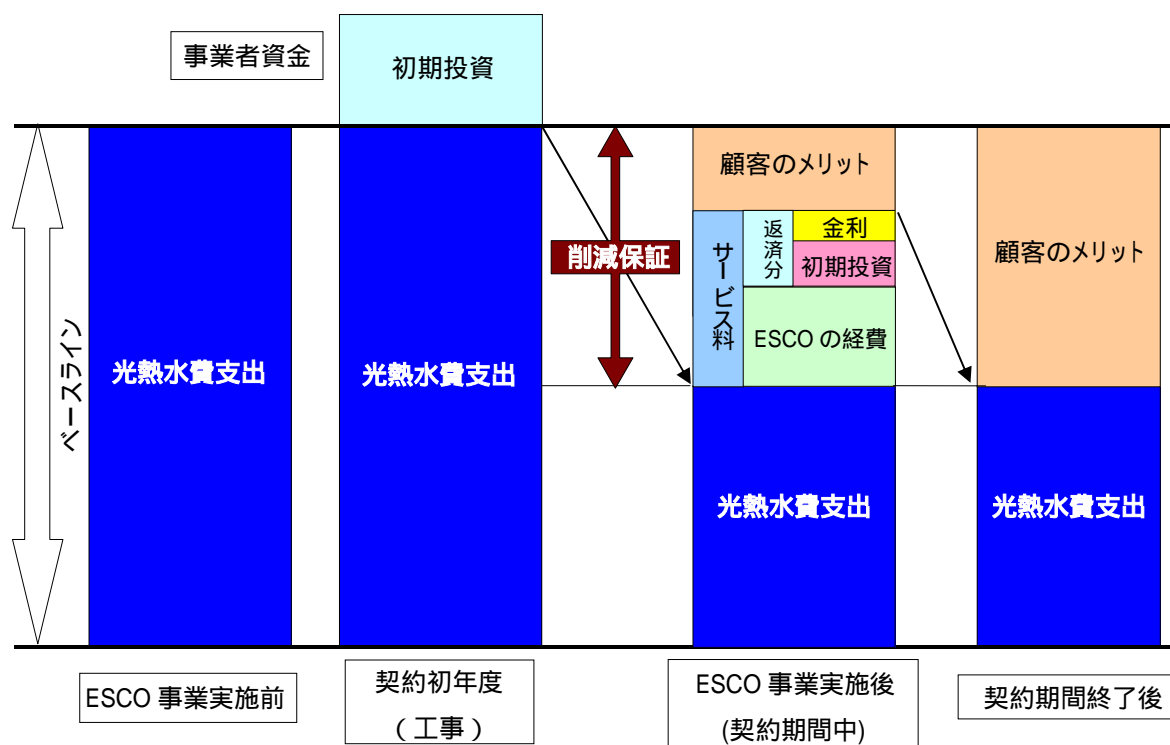 事業者資金
初期投資
ベースライン
光熱水費支出
光熱水費支出
削減保証
顧客のメリット
サービス料
返済分
金利
初期投資
ESCO の経費
光熱水費支出
顧客のメリット
光熱水費支出
ESCO 事業実施前
契約初年度
（工事）
ESCO 事業実施後
(契約期間中)
契約期間終了後